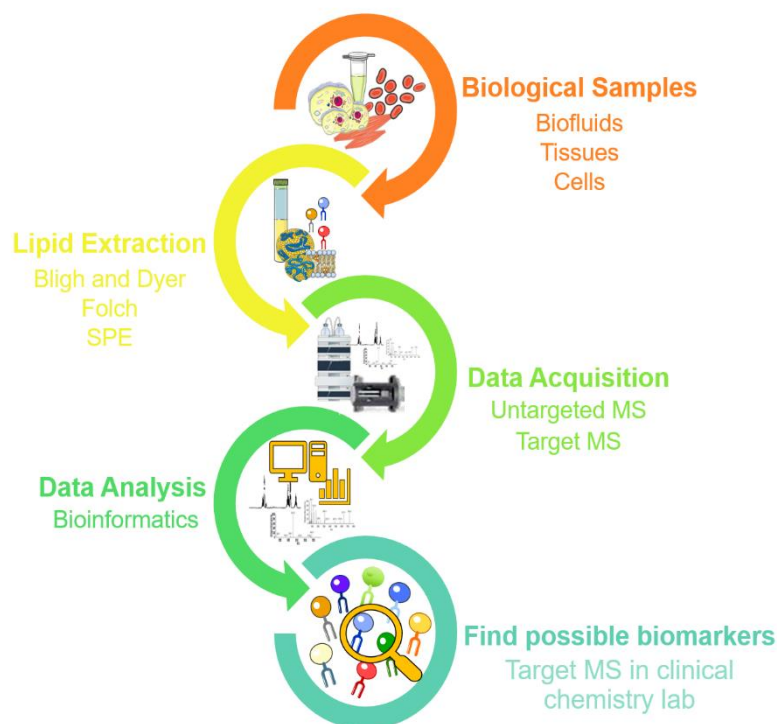 Biological Samples
Biofluids
Tissues
Cells
Lipid Extraction
Bligh and Dyer
Folch
SPE
Data Acquisition
Untargeted MS
Target MS
Data Analysis
Bioinformatics
Find possible biomarkers
Target MS in clinical
chemistry lab